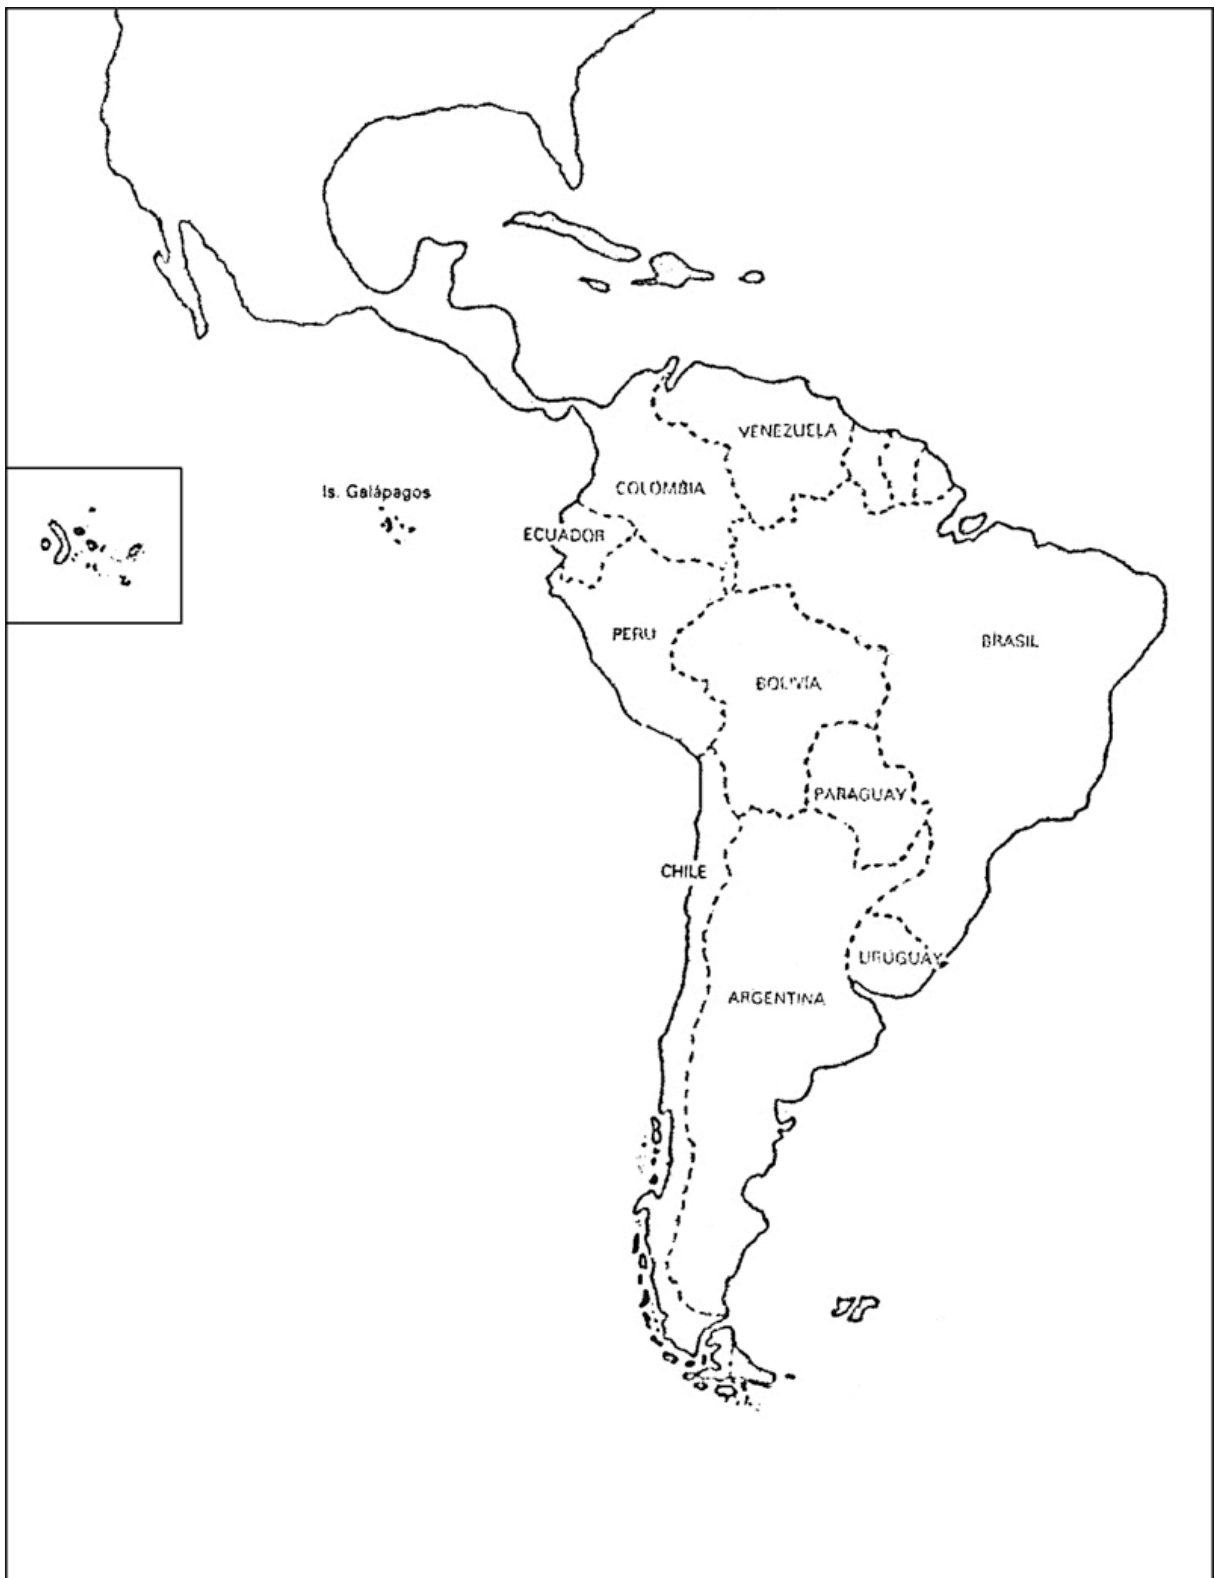 VENEZUELA
Is. Galápagos
COLOMBIA
ECUADOR
PERU
BRASIL
BOLIVIA
PARAGUAY
CHILE
URUGUAY
ARGENTINA